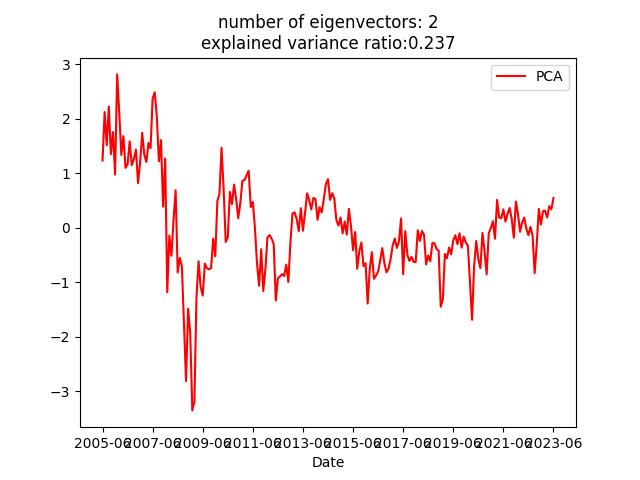 number of eigenvectors: 2
explained variance ratio:0.237
PCA
3
2
1
0
−1
−2
−3
2005-06 2007-06 2009-06 2011-06 2013-06 2015-06 2017-06 2019-06 2021-06 2023-06
Date